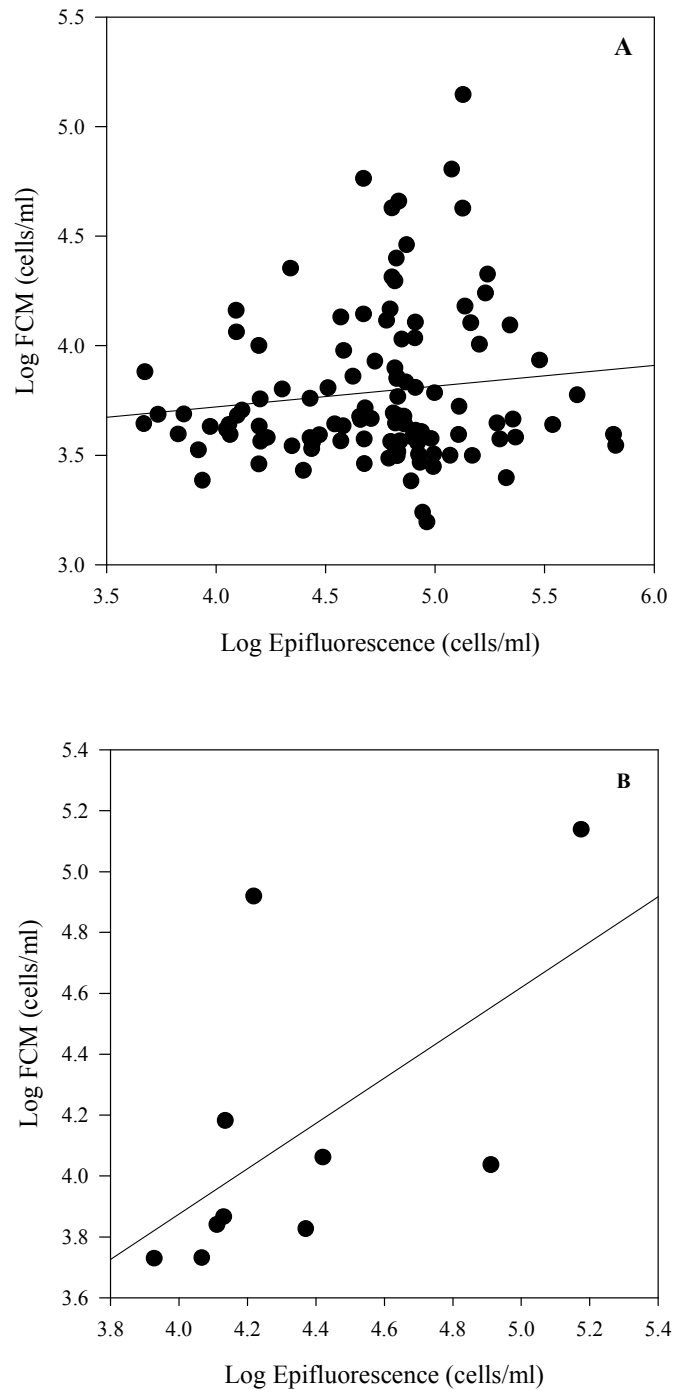 A
5.5
5.0
4.5
4.0
3.5
3.0
Log FCM (cells/ml)
3.5 4.0 4.5 5.0 5.5 6.0
Log Epifluorescence (cells/ml)
B
5.4
5.2
5.0
4.8
4.6
4.4
4.2
4.0
3.8
3.6
Log FCM (cells/ml)
3.8 4.0 4.2 4.4 4.6 4.8 5.0 5.2 5.4
Log Epifluorescence (cells/ml)